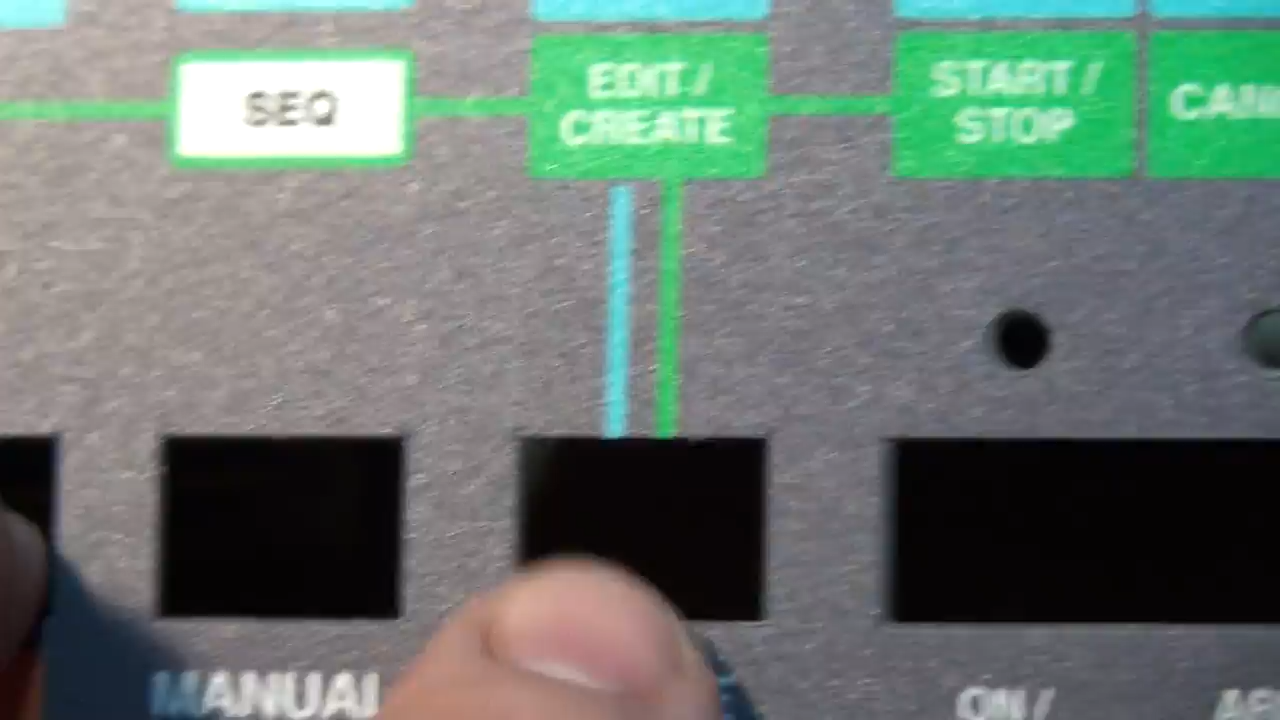 SEQ
EDIT /
CREATE
START /
STOP
MANUAL
ON /